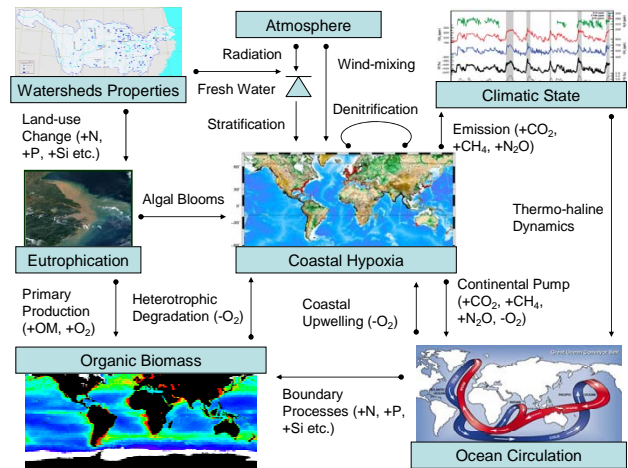 Atmosphere
Radiation
Wind-mixing
Watersheds Properties
Fresh Water
Climatic State
Denitrification
Land-use
Change (+N,
+P, +Si etc.)
Stratification
Emission (+CO₂,
+CH₄, +N₂O)
Algal Blooms
Thermo-haline
Dynamics
Eutrophication
Coastal Hypoxia
Primary
Production
(+OM, +O₂)
Heterotrophic
Degradation (-O₂)
Coastal
Upwelling (-O₂)
Continental Pump
(+CO₂, +CH₄,
+N₂O, -O₂)
Organic Biomass
Boundary
Processes (+N, +P,
+Si etc.)
Ocean Circulation